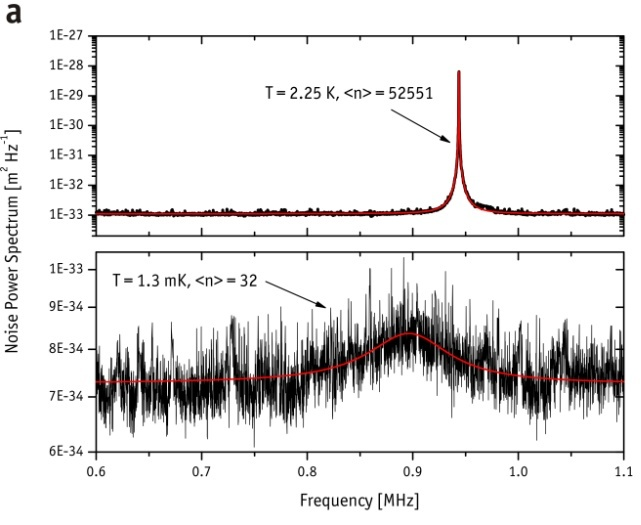 a
1E-27
1E-28
1E-29
1E-30
1E-31
1E-32
1E-33
T = 2.25 K, <n> = 52551
Noise Power Spectrum [m² Hz⁻¹]
1E-33
9E-34
8E-34
7E-34
6E-34
T = 1.3 mK, <n> = 32
0.6 0.7 0.8 0.9 1.0 1.1
Frequency [MHz]